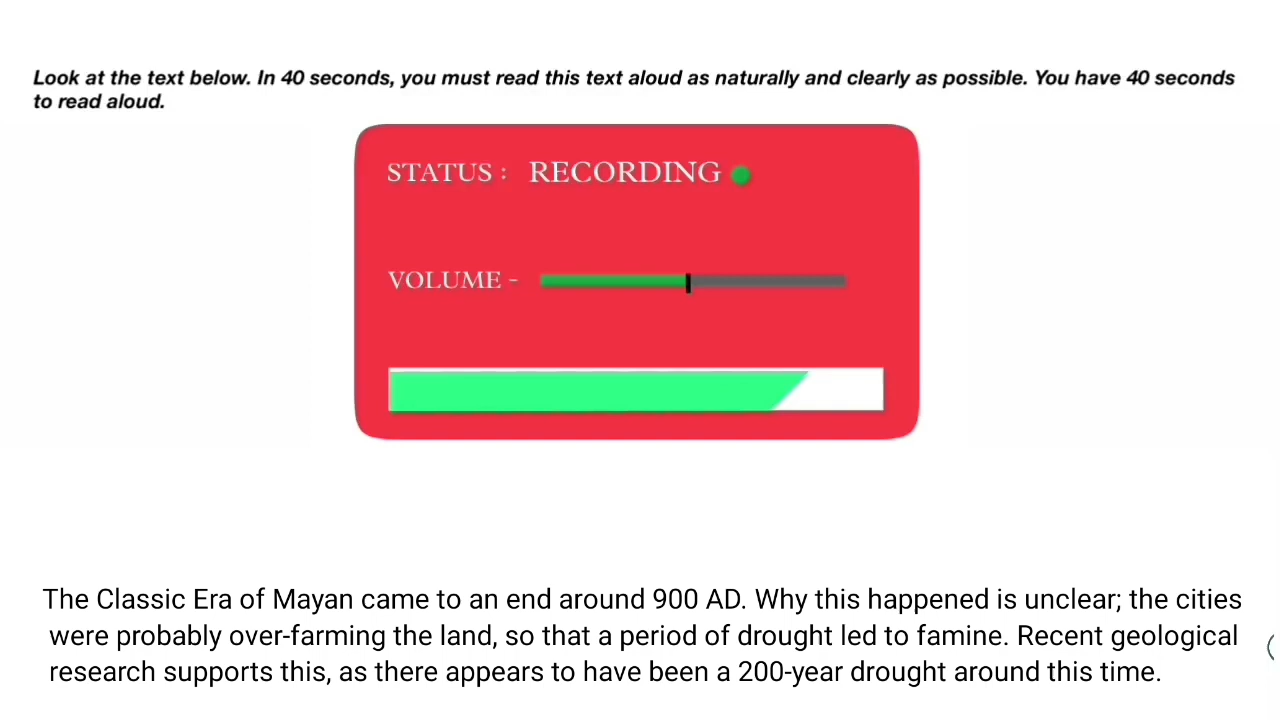 Look at the text below. In 40 seconds, you must read this text aloud as naturally and clearly as possible. You have 40 seconds
to read aloud.
STATUS : RECORDING
VOLUME -
The Classic Era of Mayan came to an end around 900 AD. Why this happened is unclear; the cities
were probably over-farming the land, so that a period of drought led to famine. Recent geological
research supports this, as there appears to have been a 200-year drought around this time.